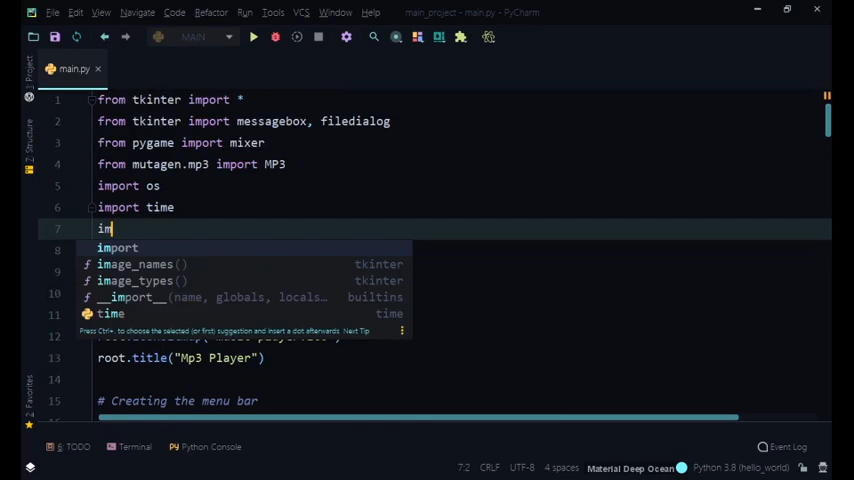 File Edit View Navigate Code Refactor Run Tools VCS Window Help main_project - main.py - PyCharm
MAIN
main.py
1: Project
1 from tkinter import *
2 from tkinter import messagebox, filedialog
3 from pygame import mixer
4 from mutagen.mp3 import MP3
5 import os
6 import time
7 im
8 import
image_names() tkinter
9 image_types() tkinter
10 __import__(name, globals, locals... builtins
11 time time
Press Ctrl+. to choose the selected (or first) suggestion and insert a dot afterwards Next Tip
12
13 root.title("Mp3 Player")
14
15 # Creating the menu bar
Z: Structure
2: Favorites
6: TODO Terminal Python Console Event Log
7:2 CRLF UTF-8 4 spaces Material Deep Ocean Python 3.8 (hello_world)